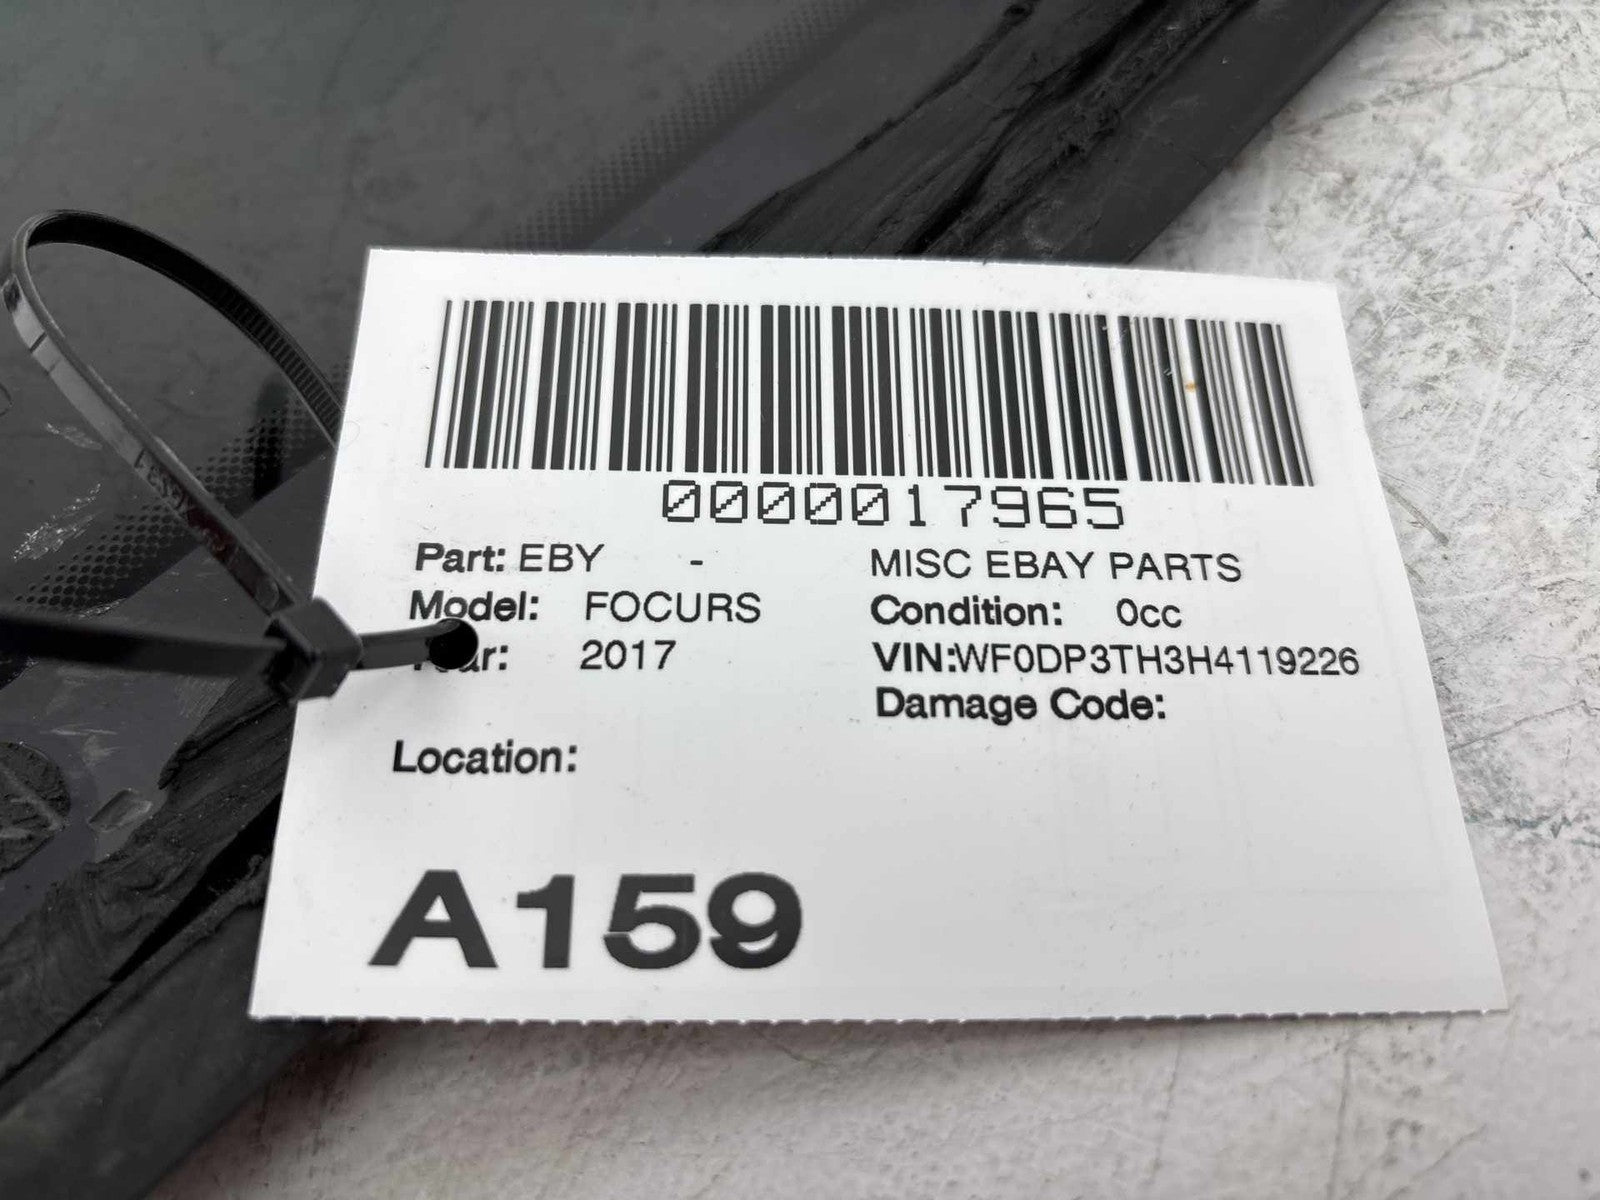 0000017965
Part: EBY - MISC EBAY PARTS
Model: FOCURS Condition: 0cc
2017 VIN:WF0DP3TH3H4119226
Damage Code:
Location:
A159